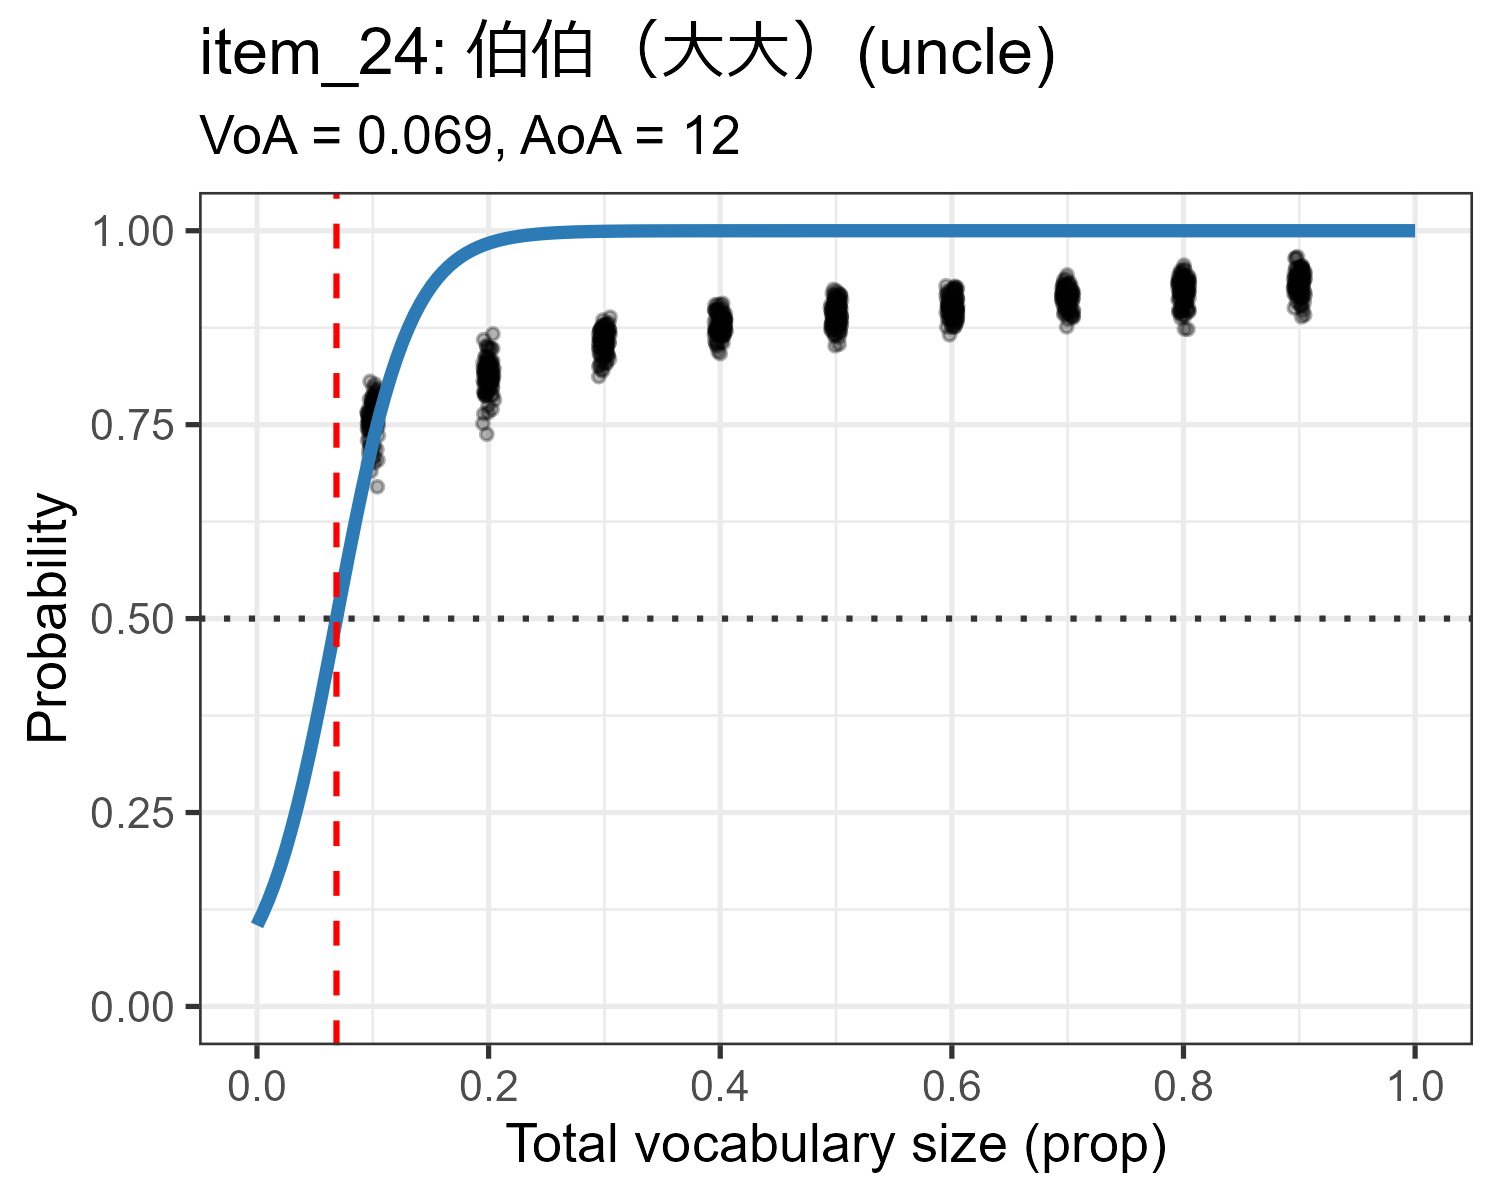 item_24: 伯伯（大大）(uncle)
VoA = 0.069, AoA = 12
Probability
1.00
0.75
0.50
0.25
0.00
0.0 0.2 0.4 0.6 0.8 1.0
Total vocabulary size (prop)